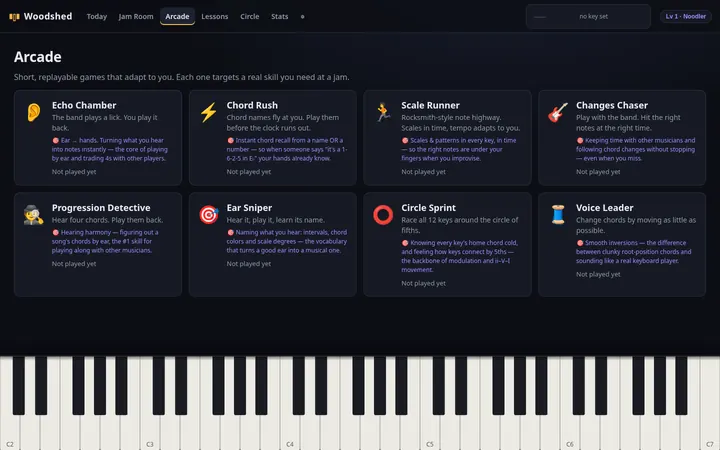 Woodshed Today Jam Room Arcade Lessons Circle Stats no key set Lv 1 · Noodler
Arcade
Short, replayable games that adapt to you. Each one targets a real skill you need at a jam.
Echo Chamber
The band plays a lick. You play it
back.
Ear ↔ hands. Turning what you hear
into notes instantly — the core of playing
by ear and trading 4s with other players.
Not played yet
Chord Rush
Chord names fly at you. Play them
before the clock runs out.
Instant chord recall from a name OR a
number — so when someone says "it's a 1-
6-2-5 in E♭" your hands already know.
Not played yet
Scale Runner
Rocksmith-style note highway.
Scales in time, tempo adapts to you.
Scales & patterns in every key, in time
— so the right notes are under your
fingers when you improvise.
Not played yet
Changes Chaser
Play with the band. Hit the right
notes at the right time.
Keeping time with other musicians and
following chord changes without stopping
— even when you miss.
Not played yet
Progression Detective
Hear four chords. Play them back.
Hearing harmony — figuring out a
song's chords by ear, the #1 skill for
playing along with other musicians.
Not played yet
Ear Sniper
Hear it, play it, learn its name.
Naming what you hear: intervals, chord
colors and scale degrees — the vocabulary
that turns a good ear into a musical one.
Not played yet
Circle Sprint
Race all 12 keys around the circle of
fifths.
Knowing every key's home chord cold,
and feeling how keys connect by 5ths —
the backbone of modulation and ii–V–I
movement.
Not played yet
Voice Leader
Change chords by moving as little as
possible.
Smooth inversions — the difference
between clunky root-position chords and
sounding like a real keyboard player.
Not played yet
C2 C3 C4 C5 C6 C7